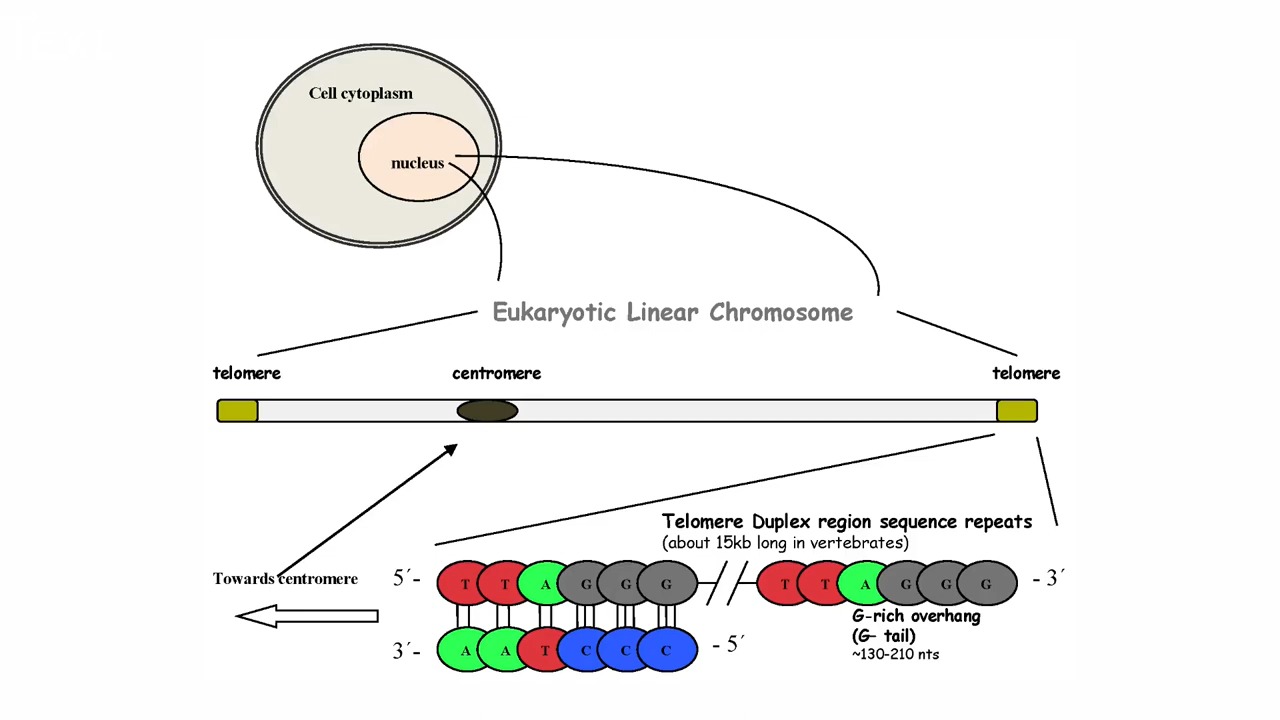 Cell cytoplasm
nucleus
Eukaryotic Linear Chromosome
telomere centromere telomere
Telomere Duplex region sequence repeats
(about 15kb long in vertebrates)
Towards centromere 5´- T T A G G G T T A G G G - 3´
G-rich overhang
(G- tail)
~130-210 nts
3´- A A T C C C - 5´